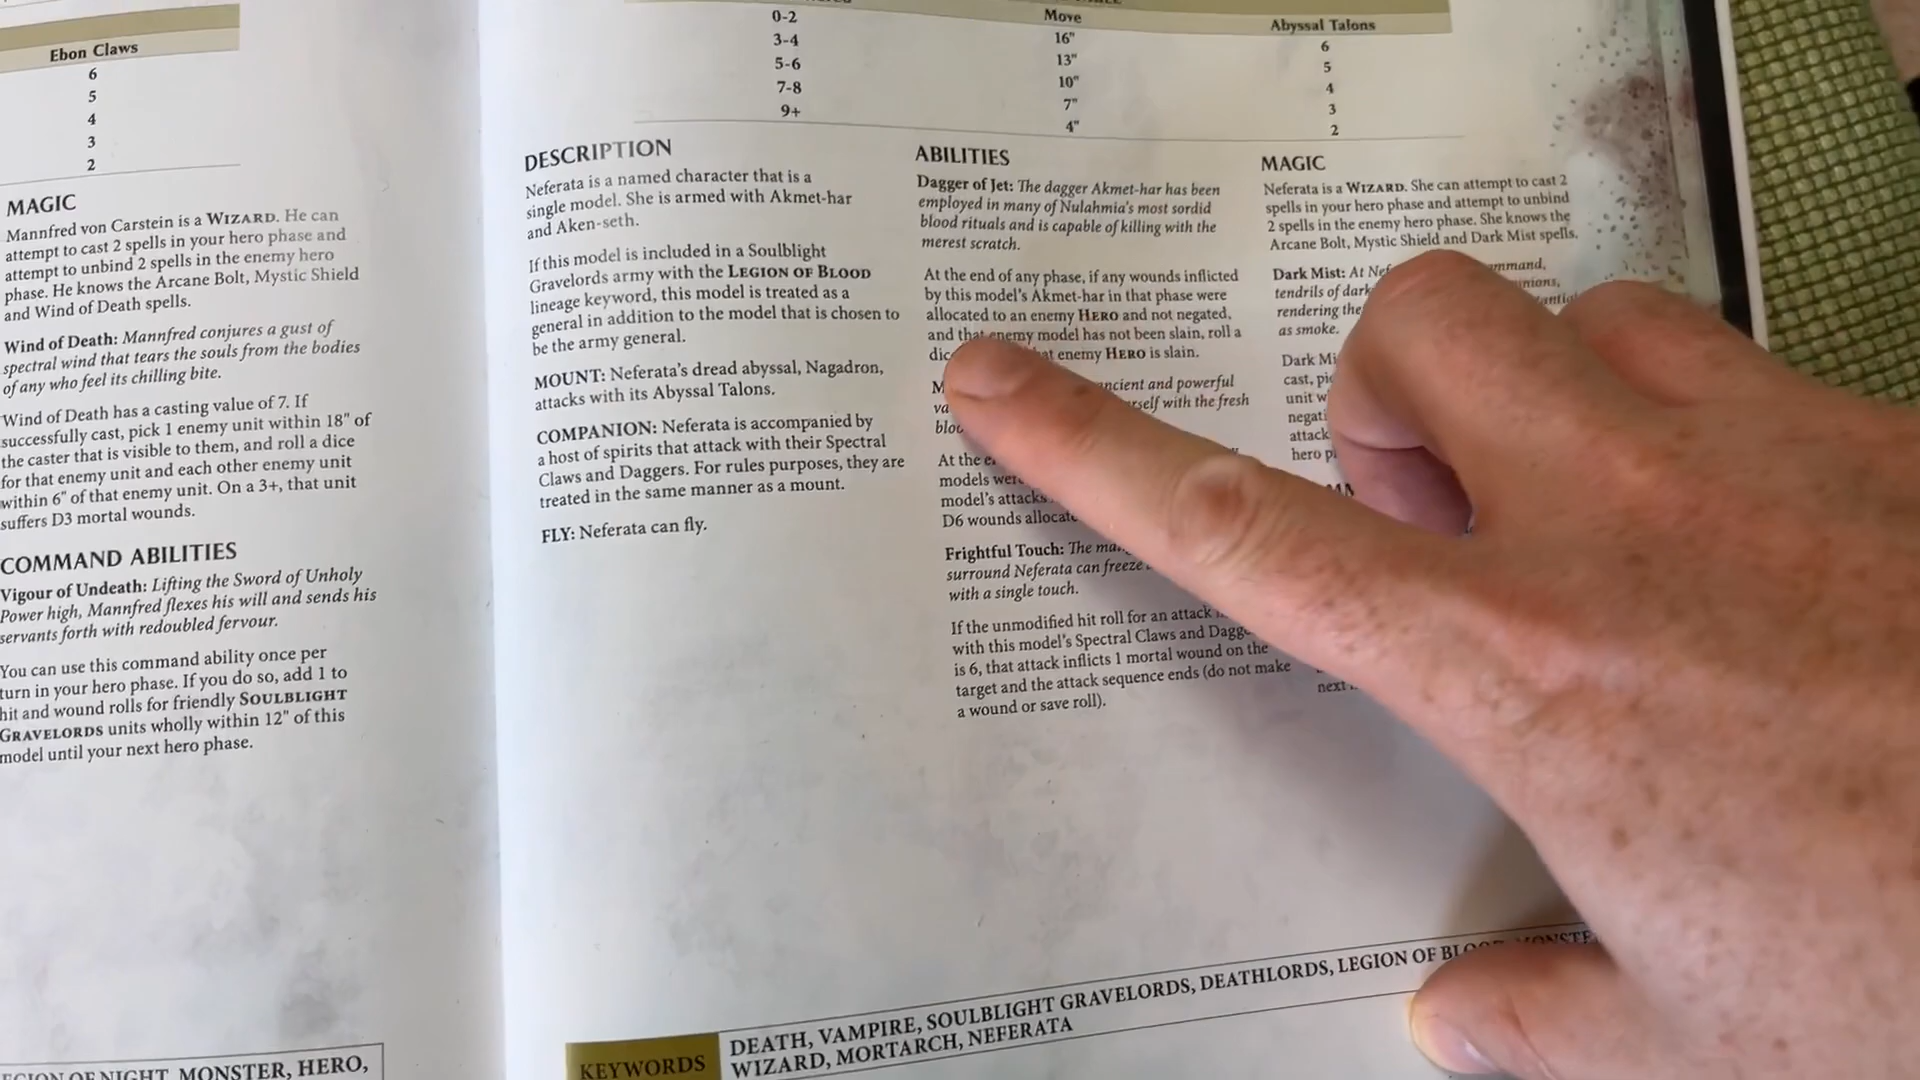 Ebon Claws
6
5
4
3
2
MAGIC
Mannfred von Carstein is a WIZARD. He can
attempt to cast 2 spells in your hero phase and
attempt to unbind 2 spells in the enemy hero
phase. He knows the Arcane Bolt, Mystic Shield
and Wind of Death spells.
Wind of Death: Mannfred conjures a gust of
spectral wind that tears the souls from the bodies
of any who feel its chilling bite.
Wind of Death has a casting value of 7. If
successfully cast, pick 1 enemy unit within 18" of
the caster that is visible to them, and roll a dice
for that enemy unit and each other enemy unit
within 6" of that enemy unit. On a 3+, that unit
suffers D3 mortal wounds.
COMMAND ABILITIES
Vigour of Undeath: Lifting the Sword of Unholy
Power high, Mannfred flexes his will and sends his
servants forth with redoubled fervour.
You can use this command ability once per
turn in your hero phase. If you do so, add 1 to
hit and wound rolls for friendly SOULBLIGHT
GRAVELORDS units wholly within 12" of this
model until your next hero phase.
NIGHT, MONSTER, HERO,
0-2
3-4
5-6
7-8
9+
Move
16"
13"
10"
7"
4"
Abyssal Talons
6
5
4
3
2
DESCRIPTION
Neferata is a named character that is a
single model. She is armed with Akmet-har
and Aken-seth.
If this model is included in a Soulblight
Gravelords army with the LEGION OF BLOOD
lineage keyword, this model is treated as a
general in addition to the model that is chosen to
be the army general.
MOUNT: Neferata's dread abyssal, Nagadron,
attacks with its Abyssal Talons.
COMPANION: Neferata is accompanied by
a host of spirits that attack with their Spectral
Claws and Daggers. For rules purposes, they are
treated in the same manner as a mount.
FLY: Neferata can fly.
ABILITIES
Dagger of Jet: The dagger Akmet-har has been
employed in many of Nulahmia's most sordid
blood rituals and is capable of killing with the
merest scratch.
At the end of any phase, if any wounds inflicted
by this model's Akmet-har in that phase were
allocated to an enemy HERO and not negated,
and that enemy model has not been slain, roll a
enemy HERO is slain.
and powerful
with the fresh
At the
models
model's attacks
D6 wounds
Frightful Touch: The
surround Neferata can freeze
with a single touch.
If the unmodified hit roll for an attack
with this model's Spectral Claws and
is 6, that attack inflicts 1 mortal wound on the
target and the attack sequence ends (do not make
a wound or save roll).
MAGIC
Neferata is a WIZARD. She can attempt to cast 2
spells in your hero phase and attempt to unbind
2 spells in the enemy hero phase. She knows the
Arcane Bolt, Mystic Shield and Dark Mist spells.
Dark Mist: At
tendrils of
rendering the
as smoke.
Dark
cast,
unit
attack
hero
next
KEYWORDS
DEATH, VAMPIRE, SOULBLIGHT GRAVELORDS, DEATHLORDS, LEGION OF
WIZARD, MORTARCH, NEFERATA